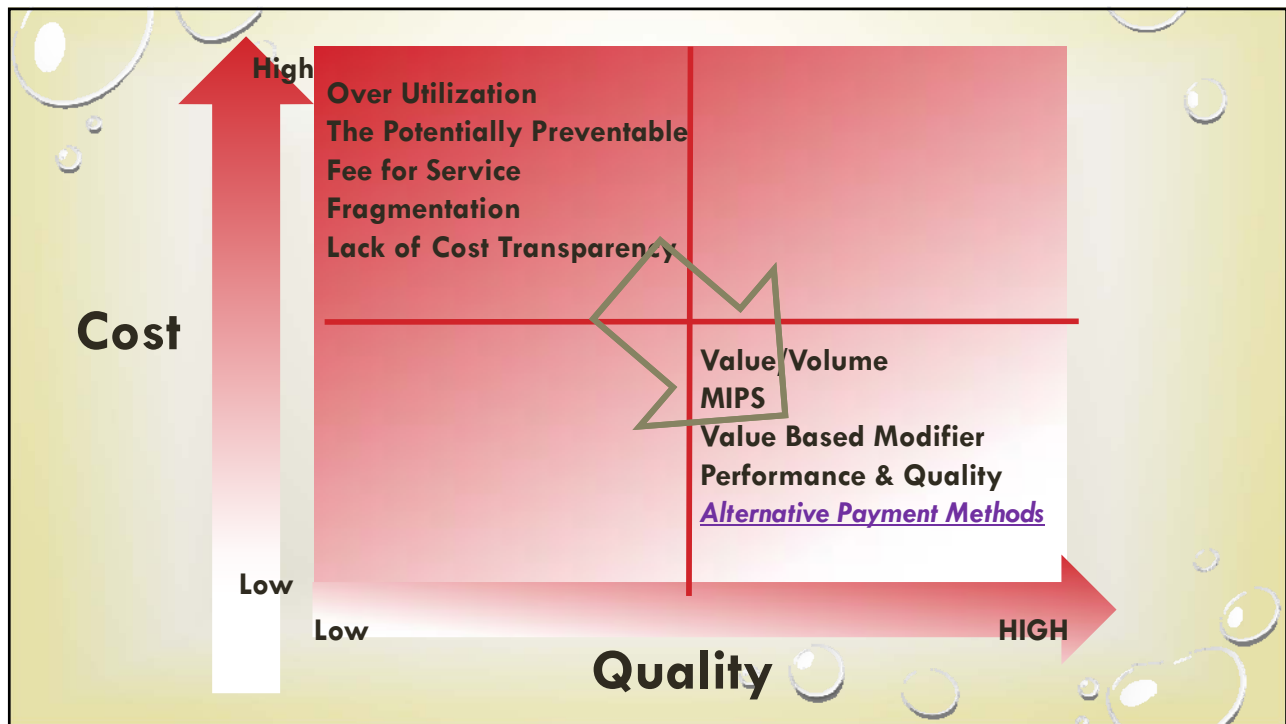 High
Over Utilization
The Potentially Preventable
Fee for Service
Fragmentation
Lack of Cost Transparency
Cost
Value/Volume
MIPS
Value Based Modifier
Performance & Quality
Alternative Payment Methods
Low
Low
HIGH
Quality